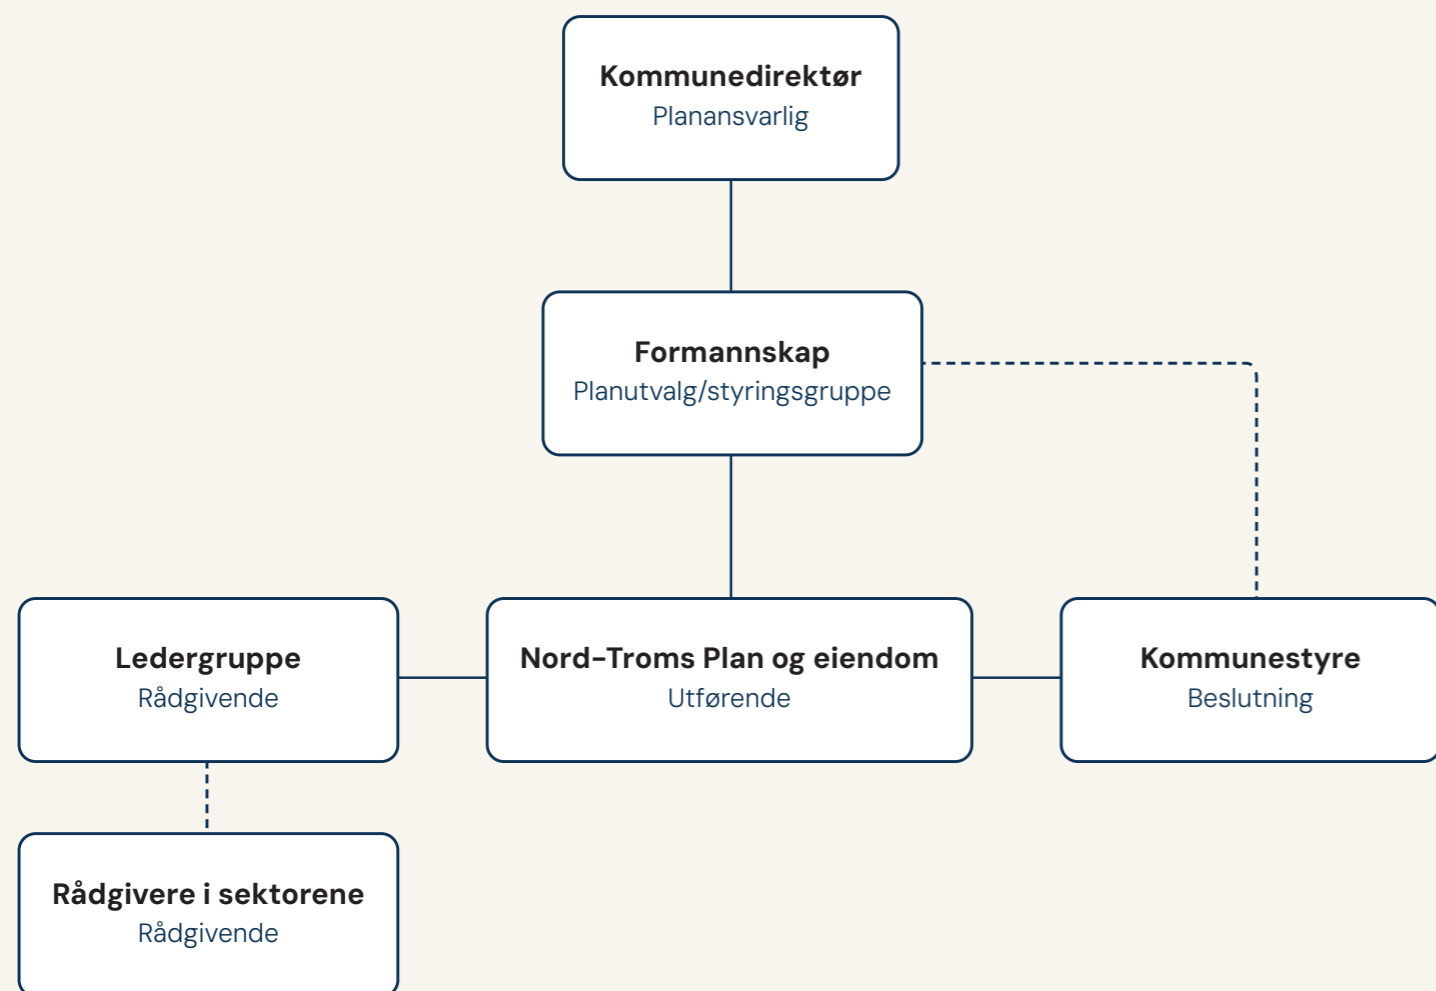 Kommunedirektør
Planansvarlig
Formannskap
Planutvalg/styringsgruppe
Ledergruppe
Rådgivende
Nord-Troms Plan og eiendom
Utførende
Kommunestyre
Beslutning
Rådgivere i sektorene
Rådgivende